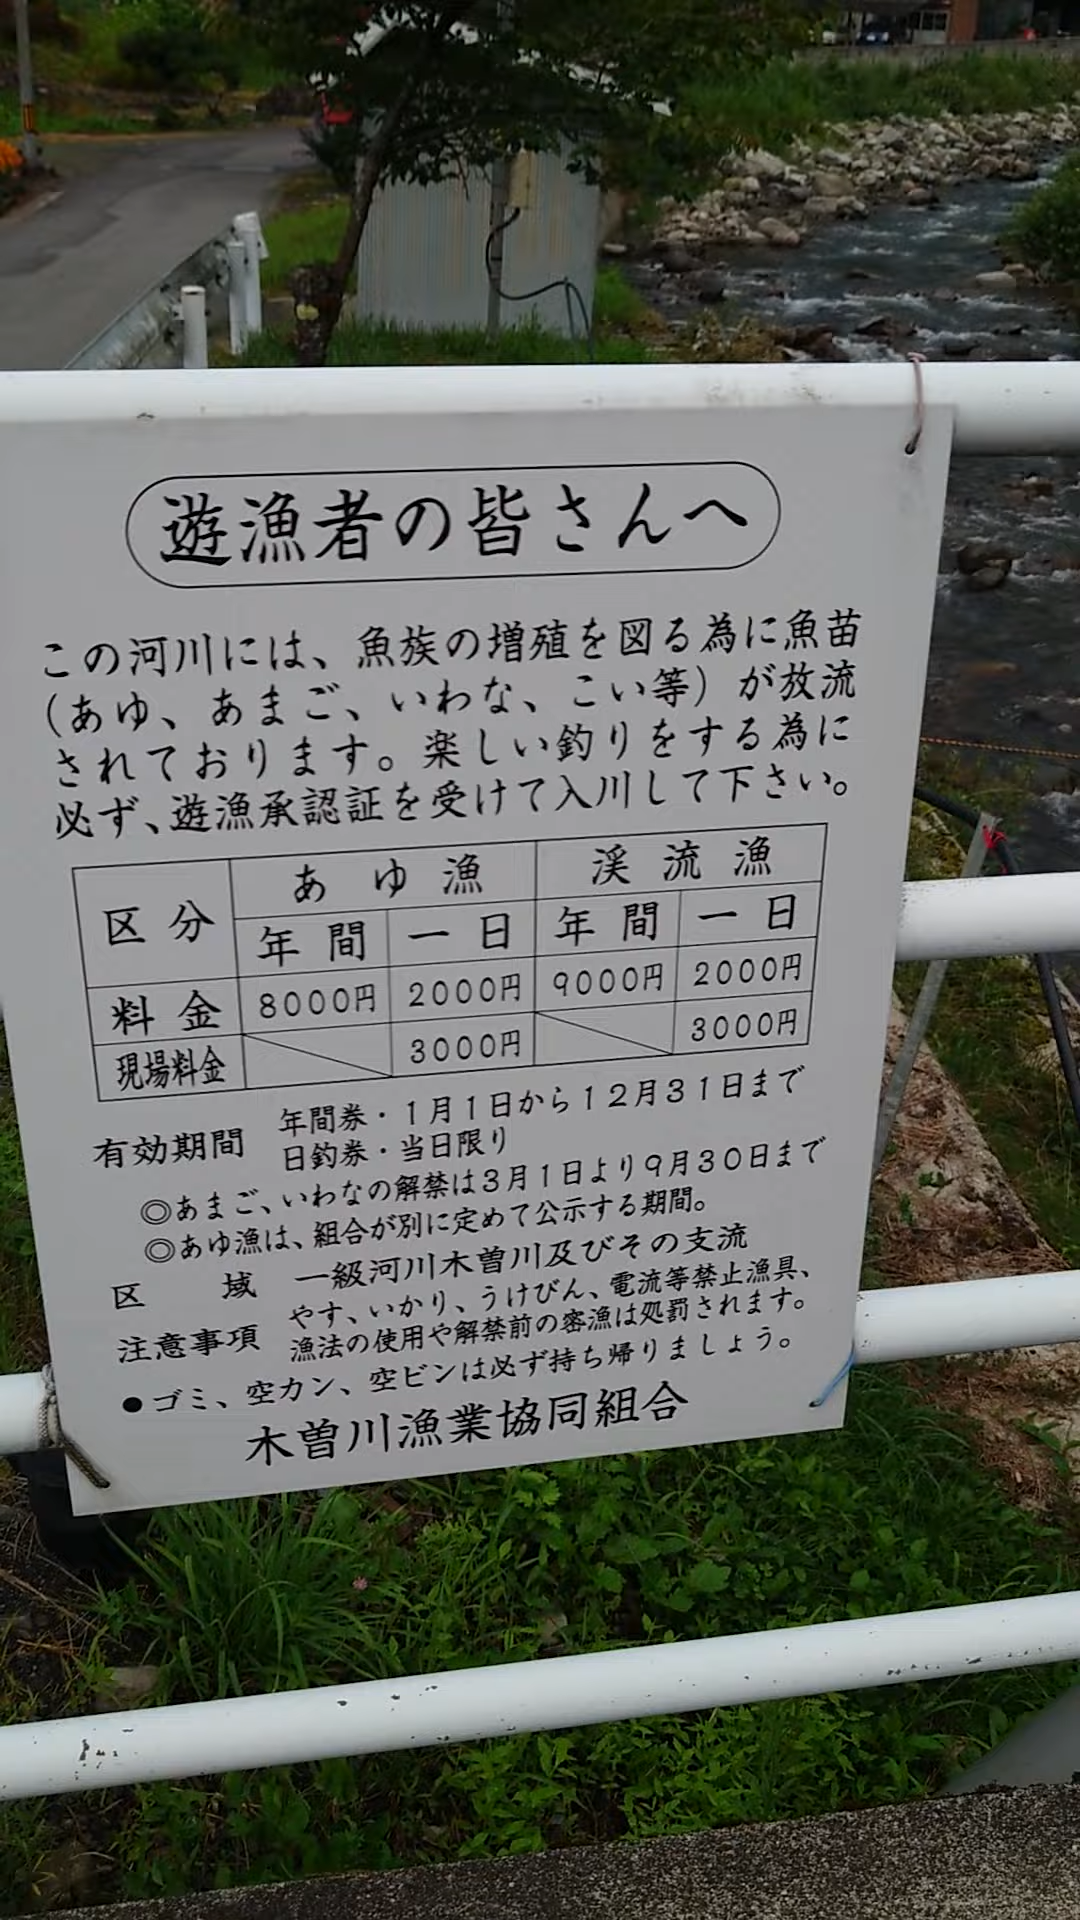 遊漁者の皆さんへ
この河川には、魚族の増殖を図る為に魚苗
(あゆ、あまご、いわな、こい等)が放流
されております。楽しい釣りをする為に
必ず、遊漁承認証を受けて入川して下さい。
区分 あゆ漁 渓流漁
年間 一日 年間 一日
料金 8000円 2000円 9000円 2000円
現場料金 3000円 3000円
有効期間 年間券・1月1日から12月31日まで
日釣券・当日限り
◎あまご、いわなの解禁は3月1日より9月30日まで
◎あゆ漁は、組合が別に定めて公示する期間。
区域 一級河川木曽川及びその支流
注意事項 やす、いかり、うけびん、電流等禁止漁具、
漁法の使用や解禁前の密漁は処罰されます。
●ゴミ、空カン、空ビンは必ず持ち帰りましょう。
木曽川漁業協同組合